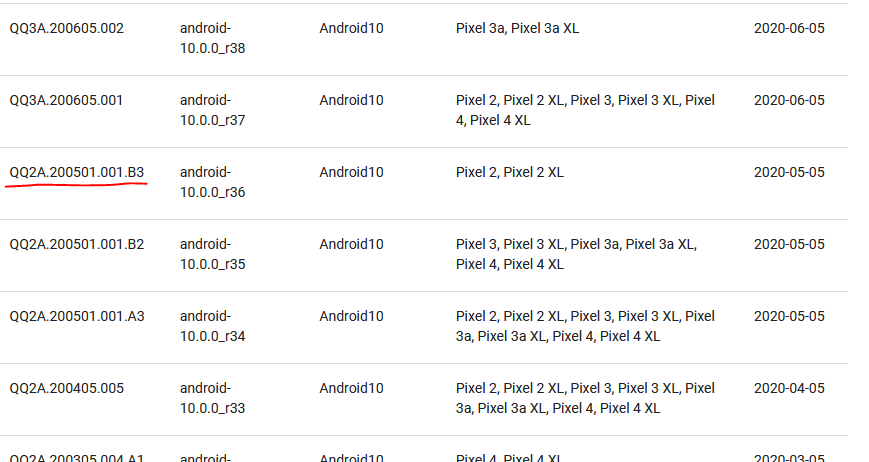 QQ3A.200605.002 android- Android10 Pixel 3a, Pixel 3a XL 2020-06-05
10.0.0_r38
QQ3A.200605.001 android- Android10 Pixel 2, Pixel 2 XL, Pixel 3, Pixel 3 XL, Pixel 2020-06-05
10.0.0_r37 4, Pixel 4 XL
QQ2A.200501.001.B3 android- Android10 Pixel 2, Pixel 2 XL 2020-05-05
10.0.0_r36
QQ2A.200501.001.B2 android- Android10 Pixel 3, Pixel 3 XL, Pixel 3a, Pixel 3a XL, 2020-05-05
10.0.0_r35 Pixel 4, Pixel 4 XL
QQ2A.200501.001.A3 android- Android10 Pixel 2, Pixel 2 XL, Pixel 3, Pixel 3 XL, Pixel 2020-05-05
10.0.0_r34 3a, Pixel 3a XL, Pixel 4, Pixel 4 XL
QQ2A.200405.005 android- Android10 Pixel 2, Pixel 2 XL, Pixel 3, Pixel 3 XL, Pixel 2020-04-05
10.0.0_r33 3a, Pixel 3a XL, Pixel 4, Pixel 4 XL
QQ2A.200305.004.A1 android- Android10 Pixel 4, Pixel 4 XL 2020-03-05